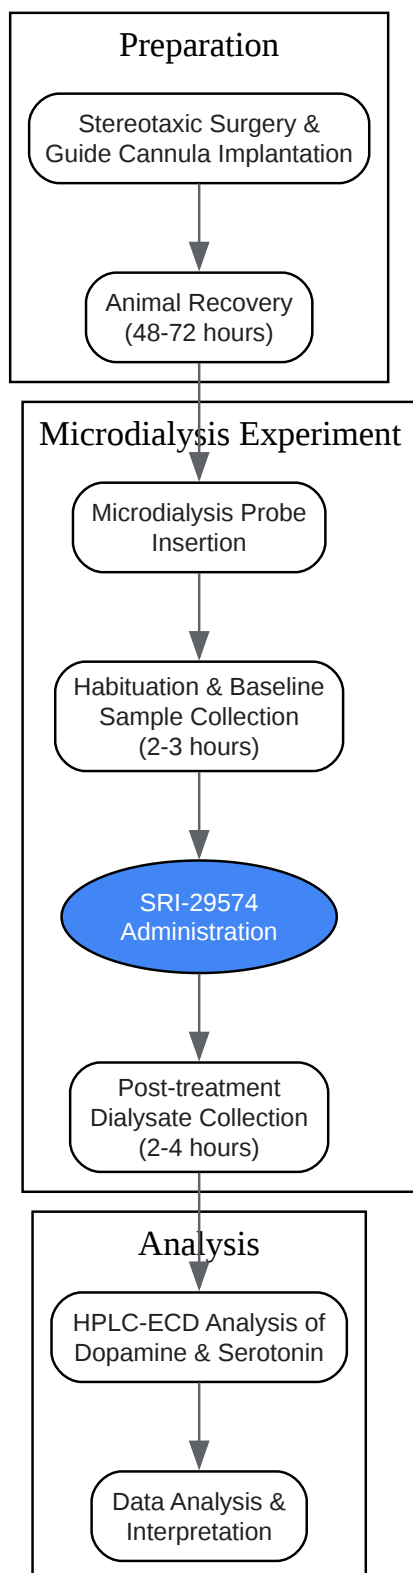 Preparation
Stereotaxic Surgery &
Guide Cannula Implantation
Animal Recovery
(48-72 hours)
Microdialysis Experiment
Microdialysis Probe
Insertion
Habituation & Baseline
Sample Collection
(2-3 hours)
SRI-29574
Administration
Post-treatment
Dialysate Collection
(2-4 hours)
Analysis
HPLC-ECD Analysis of
Dopamine & Serotonin
Data Analysis &
Interpretation